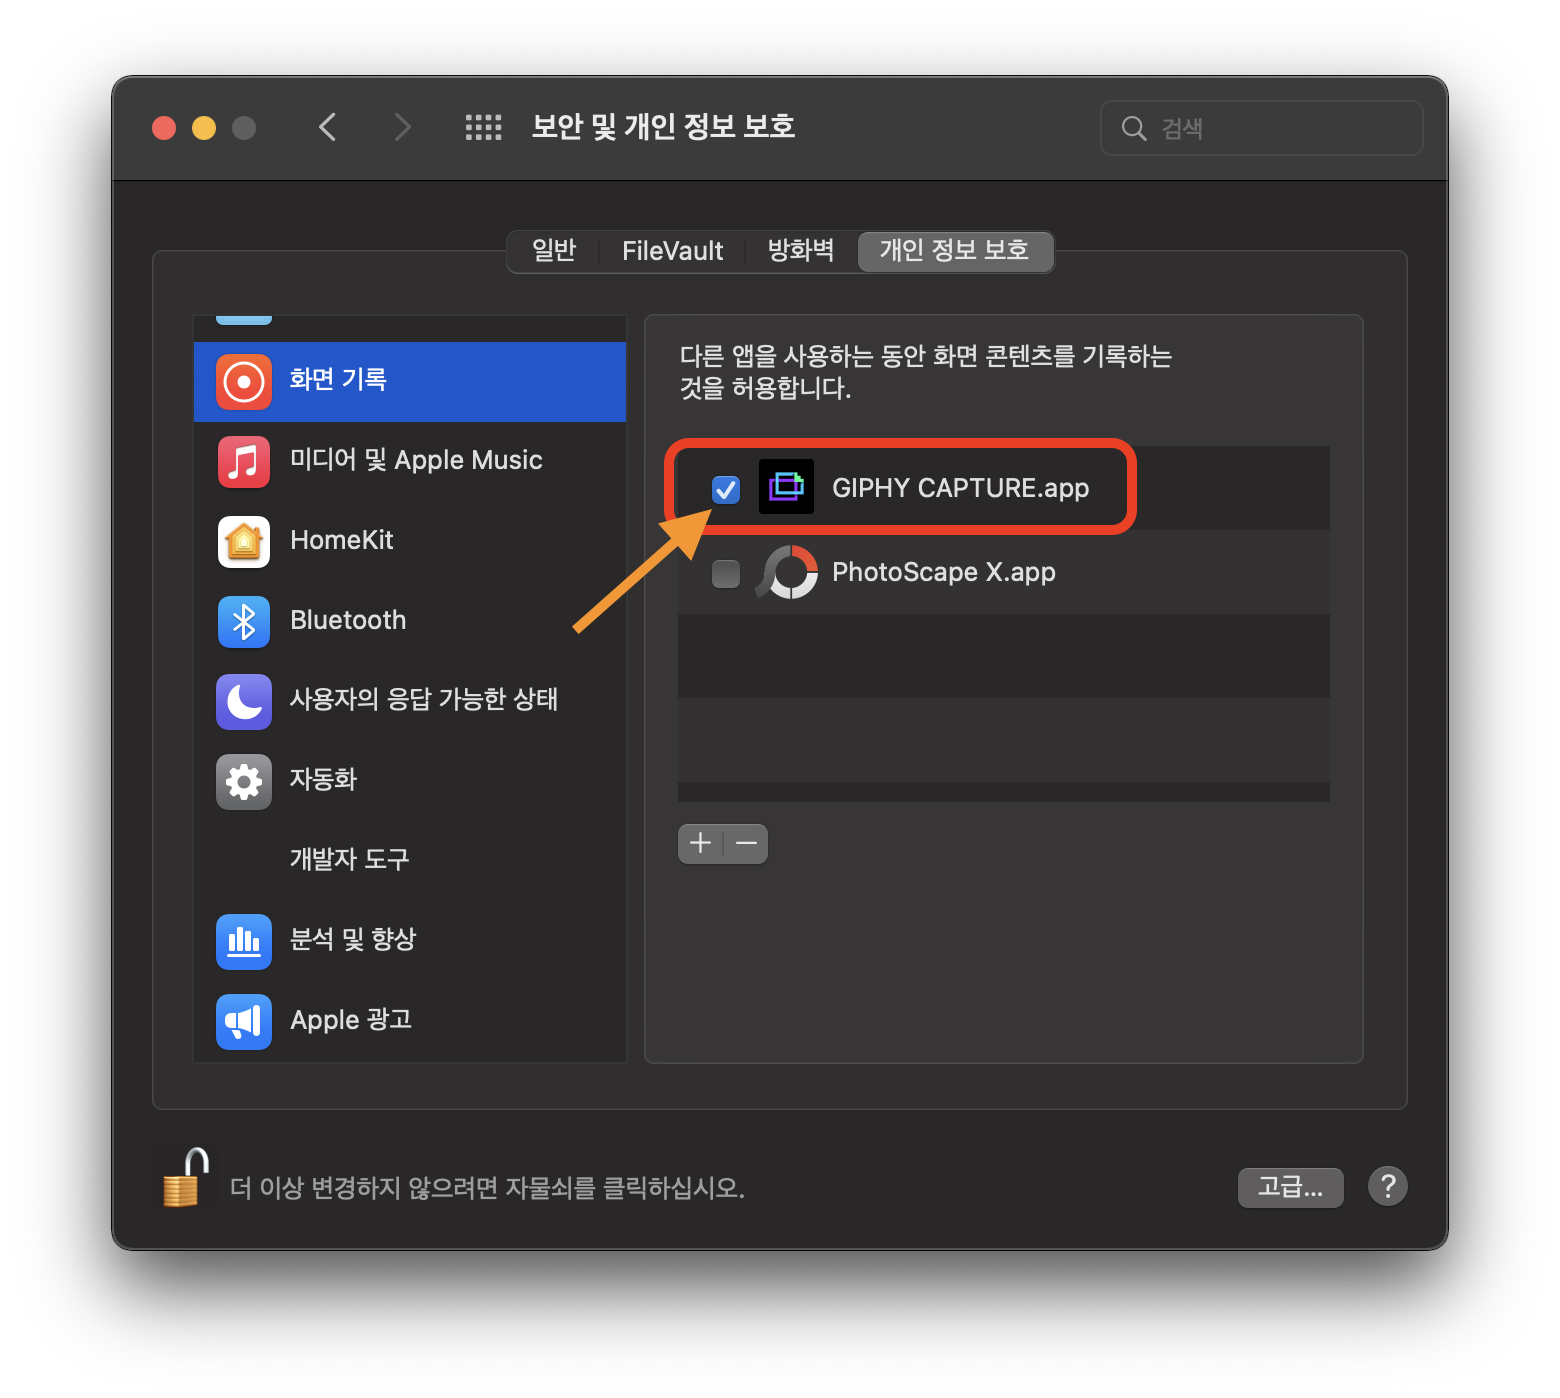 보안 및 개인 정보 보호
검색
일반
FileVault
방화벽
개인 정보 보호
화면 기록
미디어 및 Apple Music
HomeKit
Bluetooth
사용자의 응답 가능한 상태
자동화
개발자 도구
분석 및 향상
Apple 광고
다른 앱을 사용하는 동안 화면 콘텐츠를 기록하는
것을 허용합니다.
GIPHY CAPTURE.app
PhotoScape X.app
더 이상 변경하지 않으려면 자물쇠를 클릭하십시오.
고급...
?